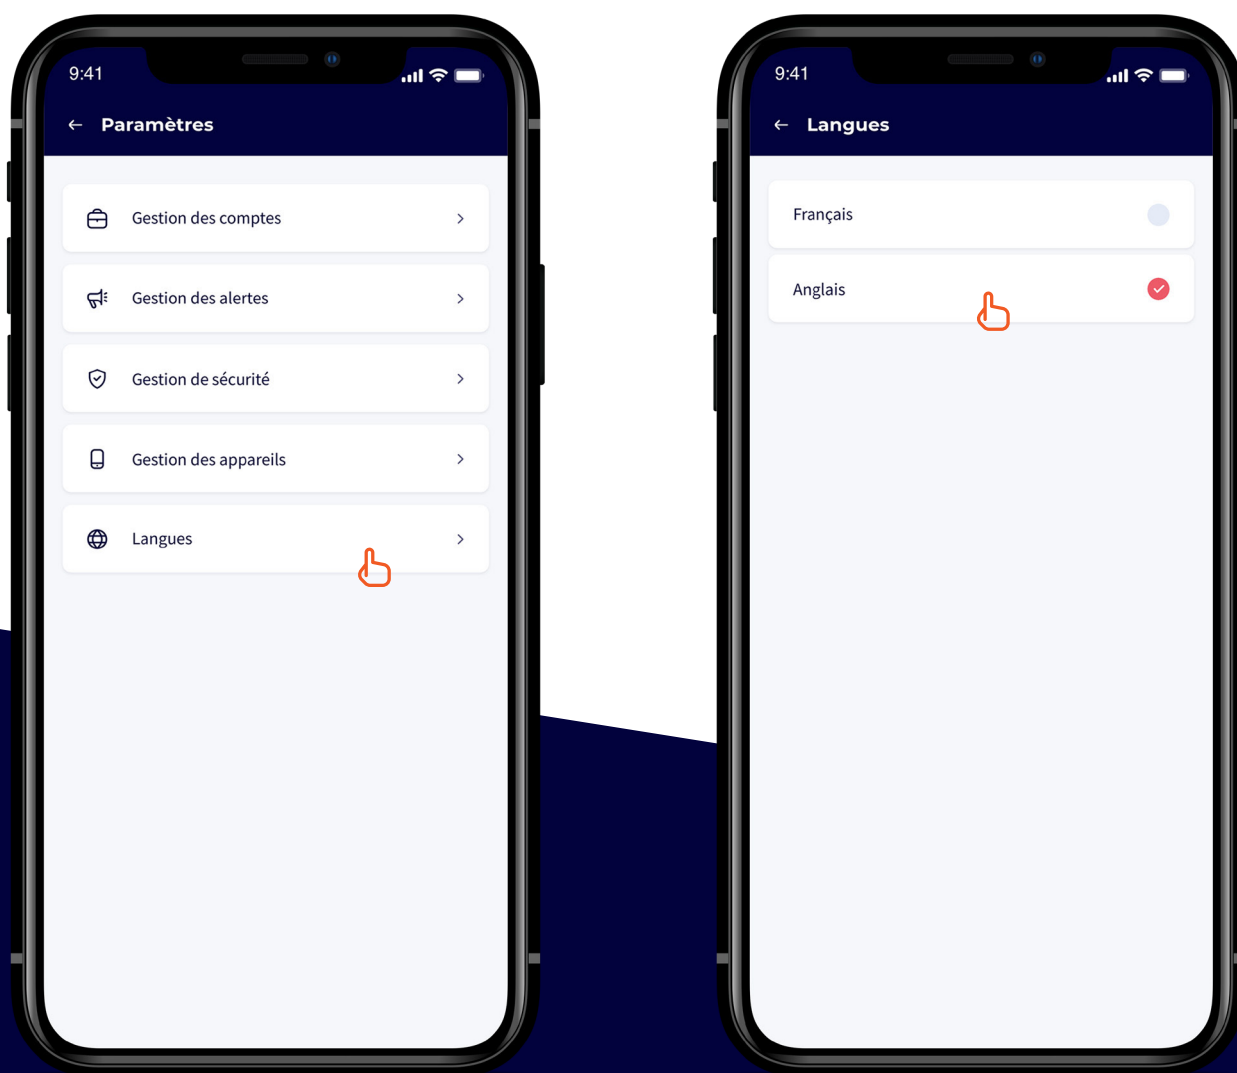 9:41
Paramètres
Gestion des comptes
Gestion des alertes
Gestion de sécurité
Gestion des appareils
Langues
9:41
Langues
Français
Anglais